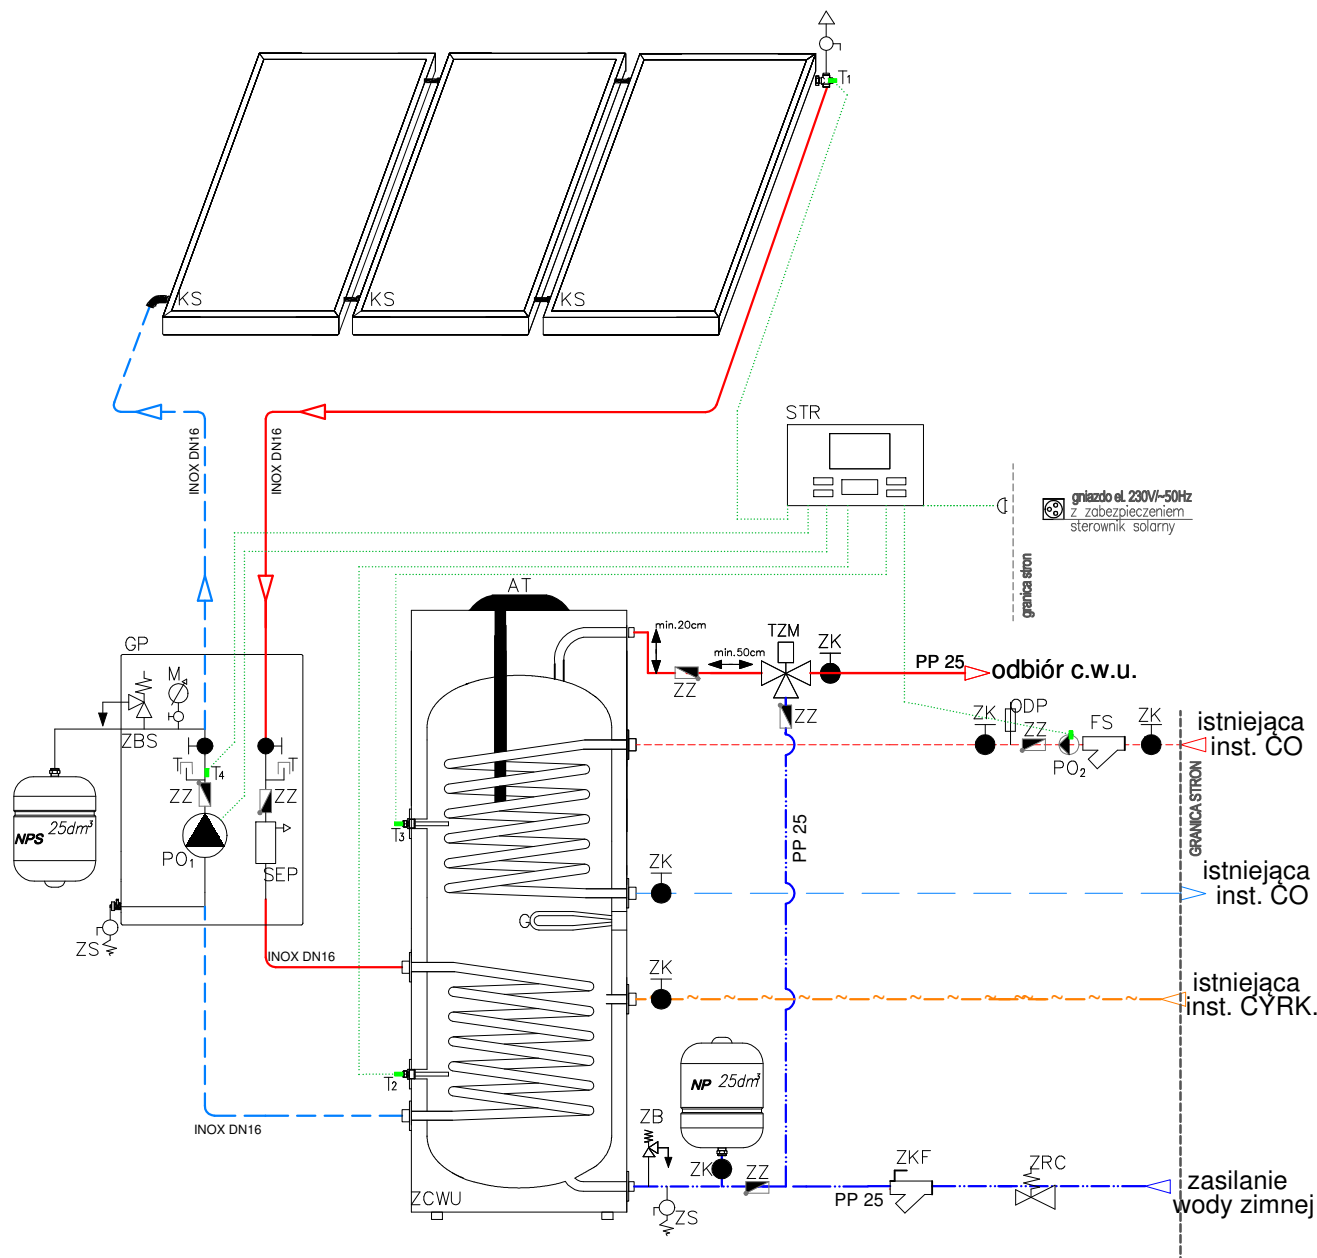 T1
KS
KS
KS
STR
INOX DN16
INOX DN16
gniazdo el. 230V/~50Hz
z zabezpieczeniem
sterownik solarny
granica stron
AT
GP
M
ZBS
T
T4
T
ZZ
ZZ
PO1
SEP
NPS 25dm³
ZS
INOX DN16
INOX DN16
min.20cm
min.50cm
TZM
ZK
ZZ
PP 25
odbiór c.w.u.
ZZ
ZK
ODP
ZZ
PO2
FS
ZK
istniejąca
inst. CO
GRANICA STRON
T3
PP 25
ZK
istniejąca
inst. CO
G
ZK
~ ~ ~ ~ ~ ~ ~ ~ ~ ~ ~ ~ ~
istniejąca
inst. CYRK.
T2
NP 25dm³
ZB
ZK
ZZ
ZS
ZCWU
PP 25
ZKF
ZRC
zasilanie
wody zimnej